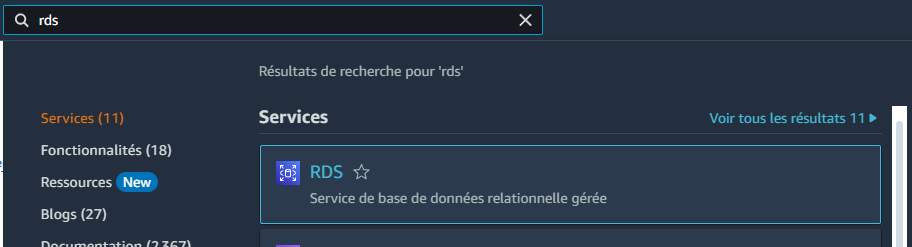 rds
Résultats de recherche pour 'rds'
Services (11)
Services
Voir tous les résultats 11
Fonctionnalités (18)
Ressources New
RDS
Service de base de données relationnelle gérée
Blogs (27)
Documentation (2 367)